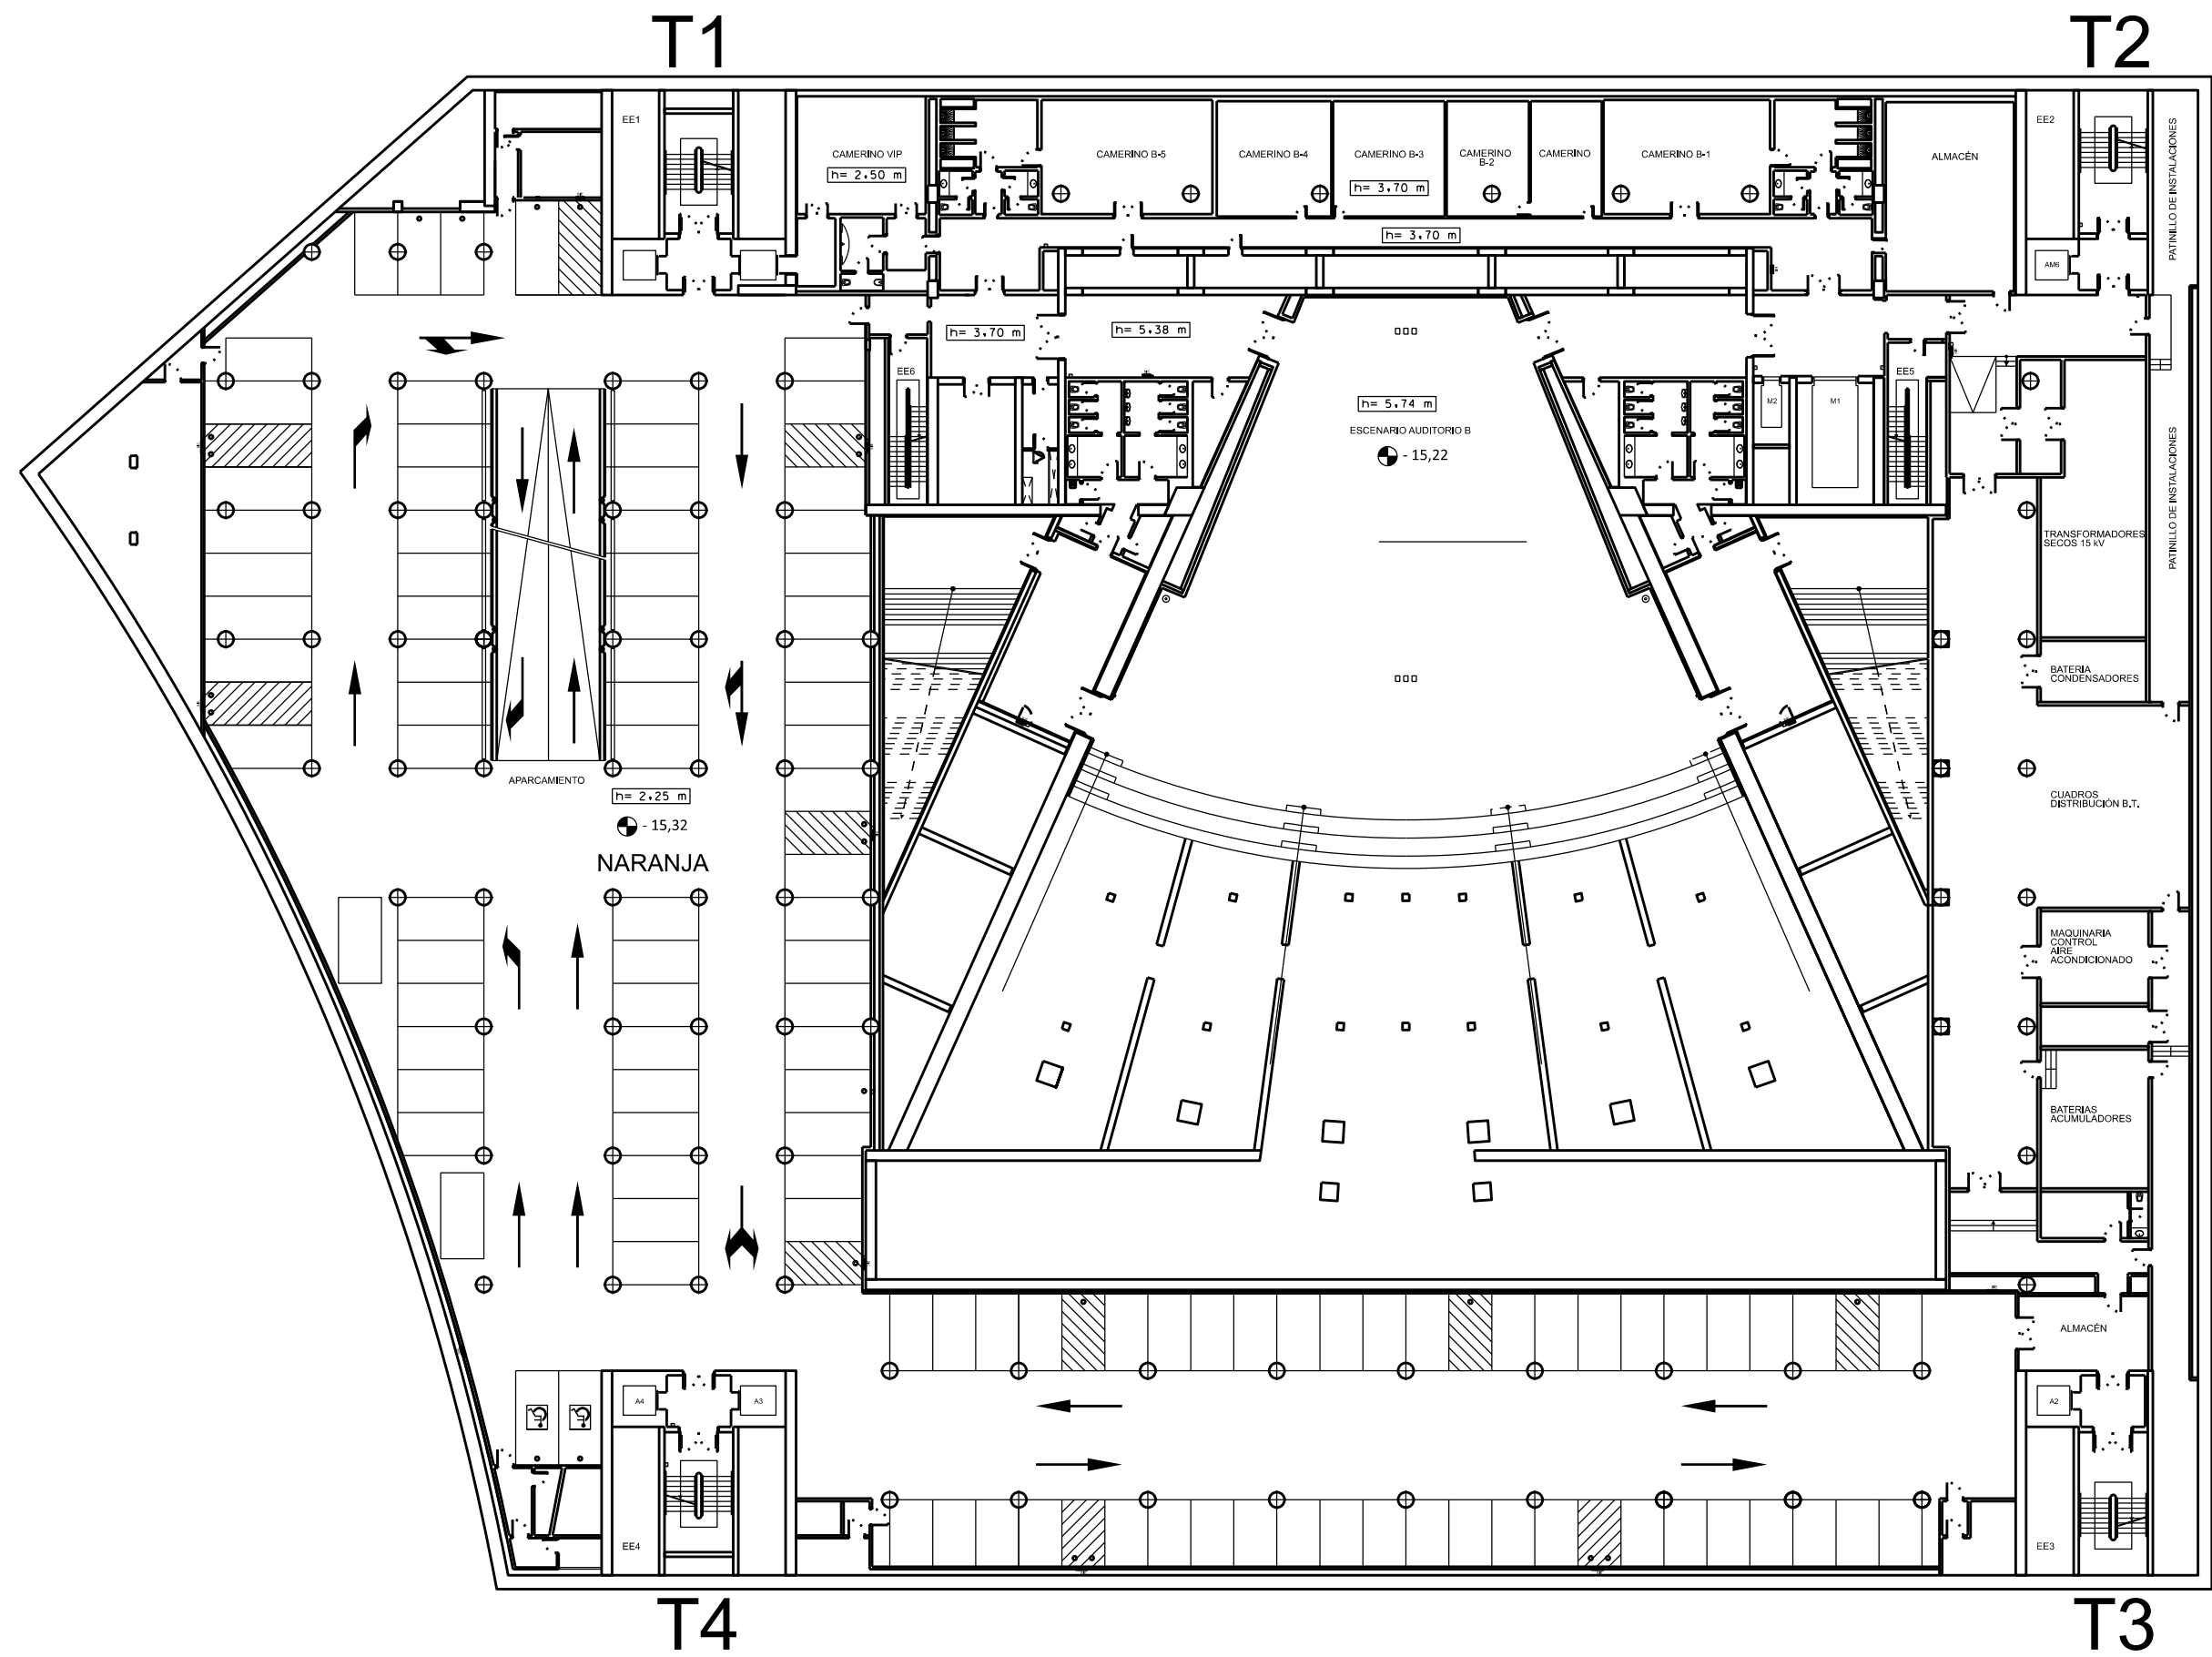 T1
T2
EE1
EE2
CAMERINO VIP
h= 2.50 m
CAMERINO B-5
CAMERINO B-4
CAMERINO B-3
h= 3.70 m
CAMERINO
B-2
CAMERINO
CAMERINO B-1
ALMACÉN
PATINILLO DE INSTALACIONES
h= 3.70 m
AM6
h= 3.70 m
h= 5.38 m
EE6
EE5
M2
M1
h= 5.74 m
ESCENARIO AUDITORIO B
- 15,22
PATINILLO DE INSTALACIONES
TRANSFORMADORES
SECOS 15 kV
BATERIA
CONDENSADORES
APARCAMIENTO
h= 2.25 m
- 15,32
NARANJA
CUADROS
DISTRIBUCIÓN B.T.
MAQUINARIA
CONTROL
AIRE
ACONDICIONADO
BATERIAS
ACUMULADORES
ALMACÉN
A4
A3
A2
EE4
EE3
T4
T3